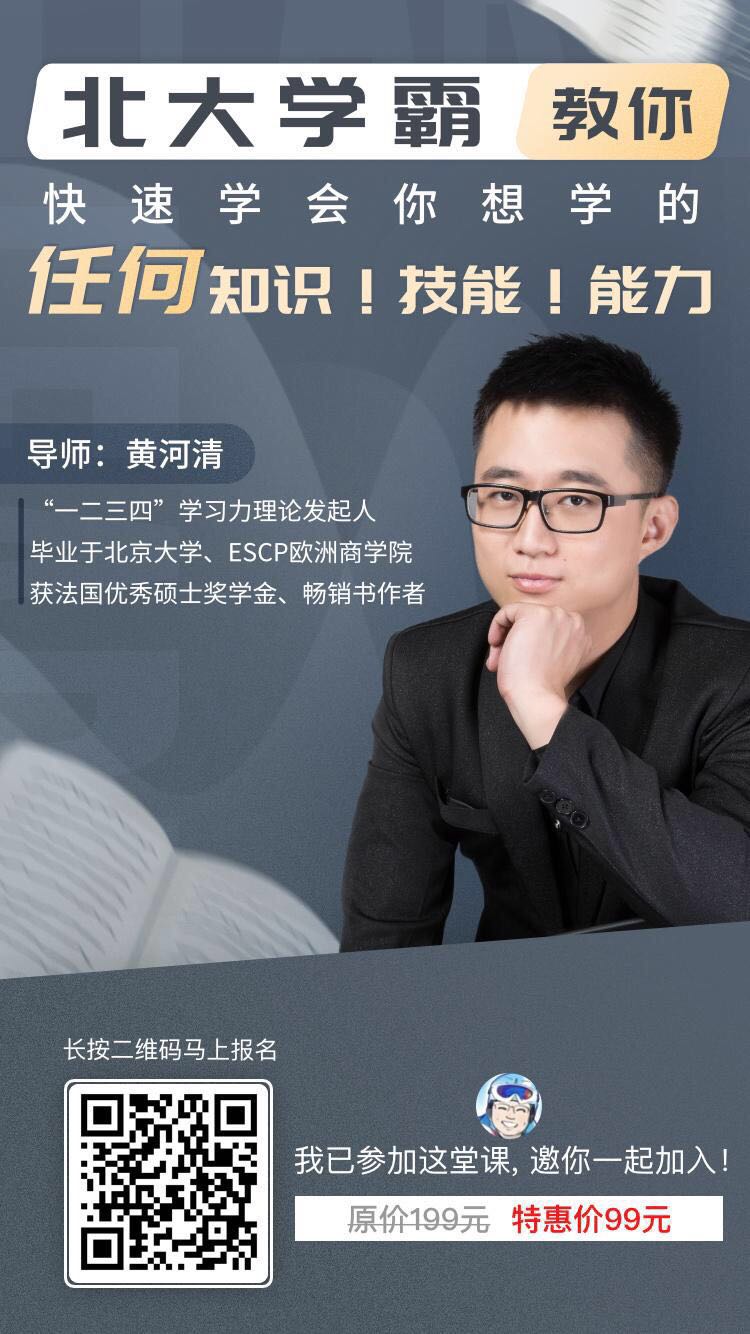 北大学霸 教你
快速学会你想学的
任何知识！技能！能力
导师：黄河清
“一二三四”学习力理论发起人
毕业于北京大学、ESCP欧洲商学院
获法国优秀硕士奖学金、畅销书作者
长按二维码马上报名
我已参加这堂课，邀你一起加入！
原价199元 特惠价99元